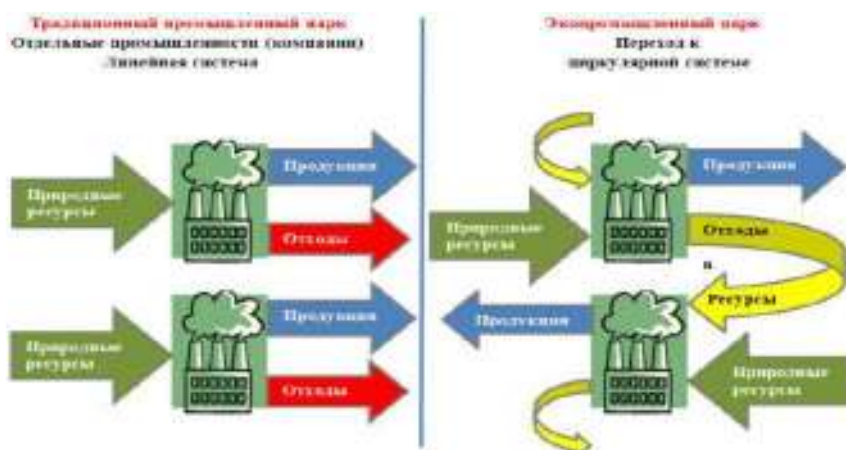 Традиционный промышленный парк
Отдельные промышленности (компании)
Линейная система
Природные
ресурсы
Продукция
Отходы
Природные
ресурсы
Продукция
Отходы
Экопромышленный парк
Переход к
циркулярной системе
Продукция
Природные
ресурсы
Отходы
в
Ресурсы
Продукция
Природные
ресурсы